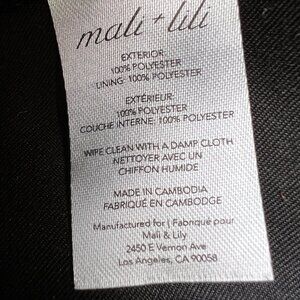 mali + lili
EXTERIOR:
100% POLYESTER
LINING: 100% POLYESTER
EXTÉRIEUR:
100% POLYESTER
COUCHE INTERNE: 100% POLYESTER
WIPE CLEAN WITH A DAMP CLOTH
NETTOYER AVEC UN
CHIFFON HUMIDE
MADE IN CAMBODIA
FABRIQUÉ EN CAMBODGE
Manufactured for | Fabriqué pour
Mali & Lily
2450 E Vernon Ave
Los Angeles, CA 90058